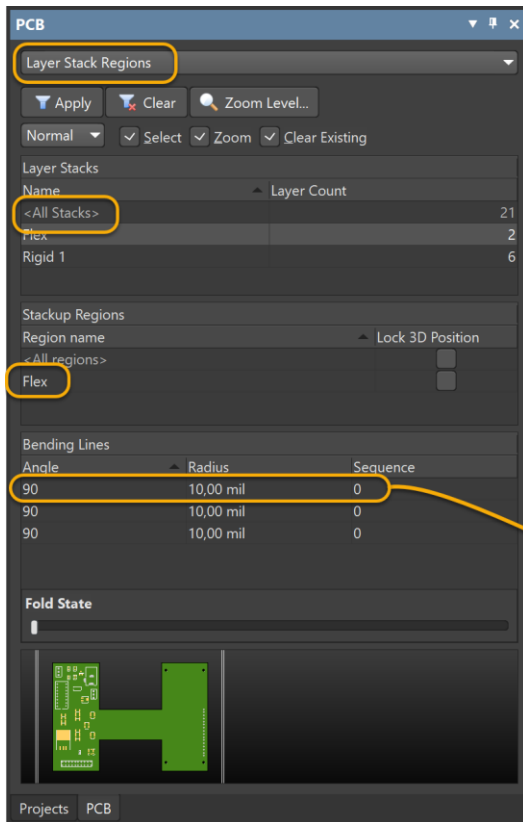 PCB
Layer Stack Regions
Apply Clear Zoom Level...
Normal Select Zoom Clear Existing
Layer Stacks
Name Layer Count
<All Stacks> 21
Flex 2
Rigid 1 6
Stackup Regions
Region name Lock 3D Position
<All regions>
Flex
Bending Lines
Angle Radius Sequence
90 10,00 mil 0
90 10,00 mil 0
90 10,00 mil 0
Fold State
Projects PCB